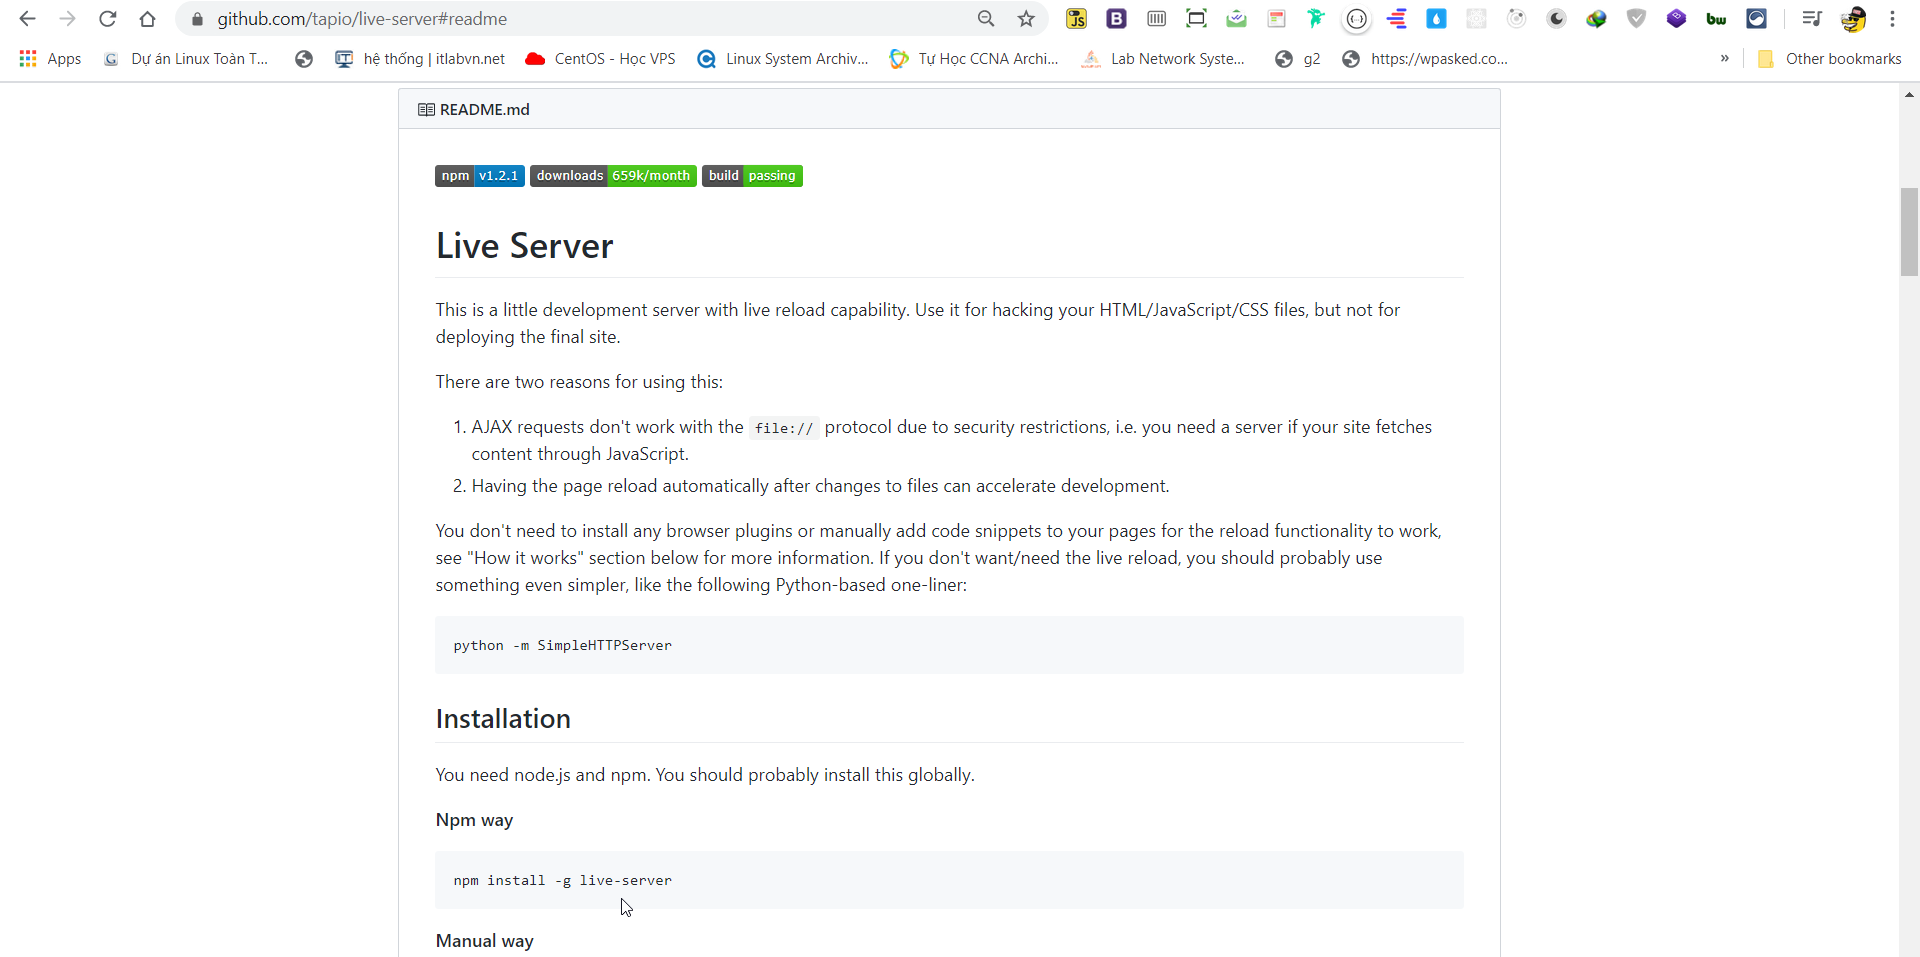 github.com/tapio/live-server#readme
Apps
Dự án Linux Toàn T...
hệ thống | itlabvn.net
CentOS - Học VPS
Linux System Archiv...
Tự Học CCNA Archi...
Lab Network Syste...
g2
https://wpasked.co...
»
Other bookmarks
README.md
npm v1.2.1 downloads 659k/month build passing
Live Server
This is a little development server with live reload capability. Use it for hacking your HTML/JavaScript/CSS files, but not for
deploying the final site.
There are two reasons for using this:
1. AJAX requests don't work with the file:// protocol due to security restrictions, i.e. you need a server if your site fetches
content through JavaScript.
2. Having the page reload automatically after changes to files can accelerate development.
You don't need to install any browser plugins or manually add code snippets to your pages for the reload functionality to work,
see "How it works" section below for more information. If you don't want/need the live reload, you should probably use
something even simpler, like the following Python-based one-liner:
python -m SimpleHTTPServer
Installation
You need node.js and npm. You should probably install this globally.
Npm way
npm install -g live-server
Manual way